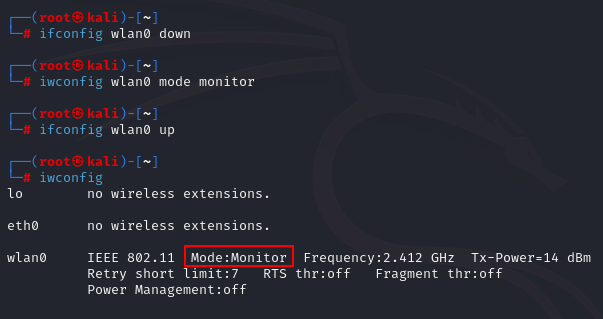 ┌──(root㉿kali)-[~]
└─# ifconfig wlan0 down
┌──(root㉿kali)-[~]
└─# iwconfig wlan0 mode monitor
┌──(root㉿kali)-[~]
└─# ifconfig wlan0 up
┌──(root㉿kali)-[~]
└─# iwconfig
lo        no wireless extensions.
eth0      no wireless extensions.
wlan0     IEEE 802.11  Mode:Monitor  Frequency:2.412 GHz  Tx-Power=14 dBm
          Retry short limit:7   RTS thr:off   Fragment thr:off
          Power Management:off